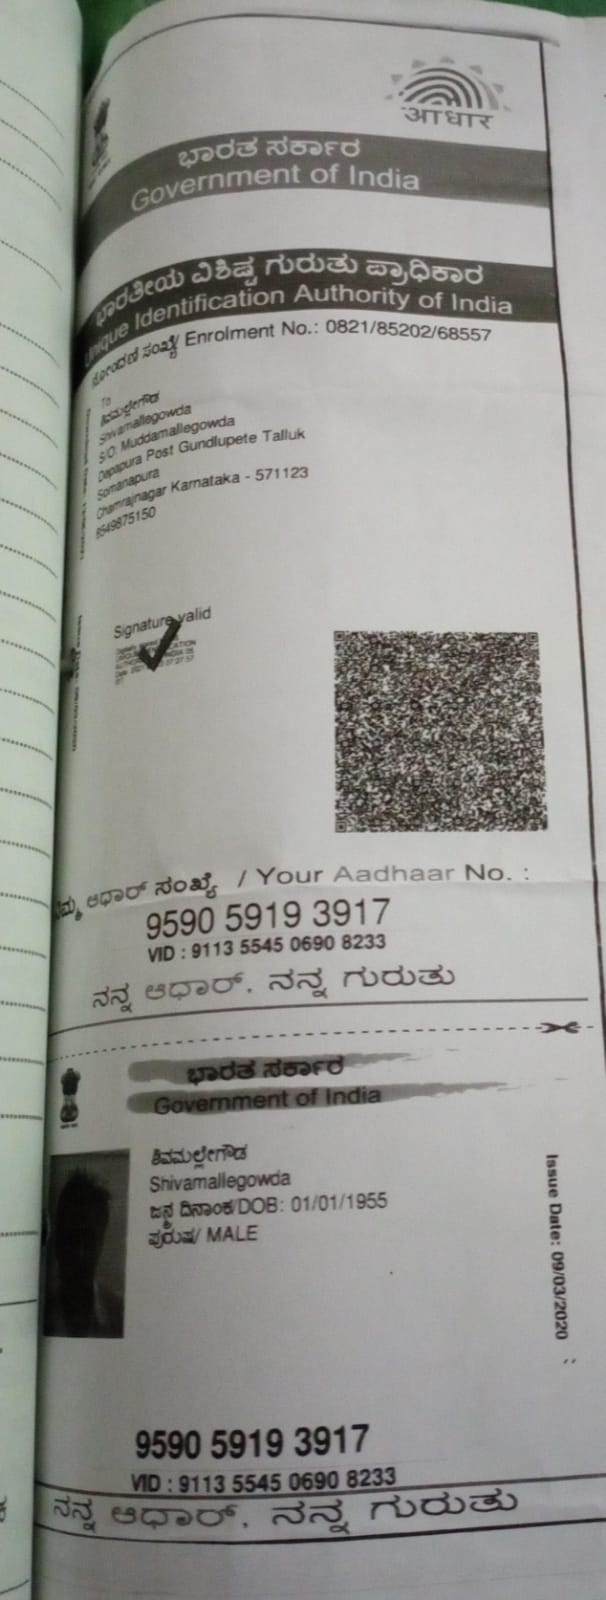 आधार
ಭಾರತ ಸರ್ಕಾರ
Government of India
ಭಾರತೀಯ ವಿಶಿಷ್ಟ ಗುರುತು ಪ್ರಾಧಿಕಾರ
Unique Identification Authority of India
ನೋಂದಣಿ ಸಂಖ್ಯೆ/ Enrolment No.: 0821/85202/68557
To
ಶಿವಮಲ್ಲೇಗೌಡ
Shivamallegowda
S/O: Muddamallegowda
Depapura Post Gundlupete Talluk
Somanapura
Chamrajnagar Karnataka - 571123
8549875150
Signature valid
ನಿಮ್ಮ ಆಧಾರ್ ಸಂಖ್ಯೆ / Your Aadhaar No. :
9590 5919 3917
VID : 9113 5545 0690 8233
ನನ್ನ ಆಧಾರ್, ನನ್ನ ಗುರುತು
ಭಾರತ ಸರ್ಕಾರ
Government of India
ಶಿವಮಲ್ಲೇಗೌಡ
Shivamallegowda
ಜನ್ಮ ದಿನಾಂಕ/DOB: 01/01/1955
ಪುರುಷ/ MALE
Issue Date: 09/03/2020
9590 5919 3917
VID : 9113 5545 0690 8233
ನನ್ನ ಆಧಾರ್, ನನ್ನ ಗುರುತು